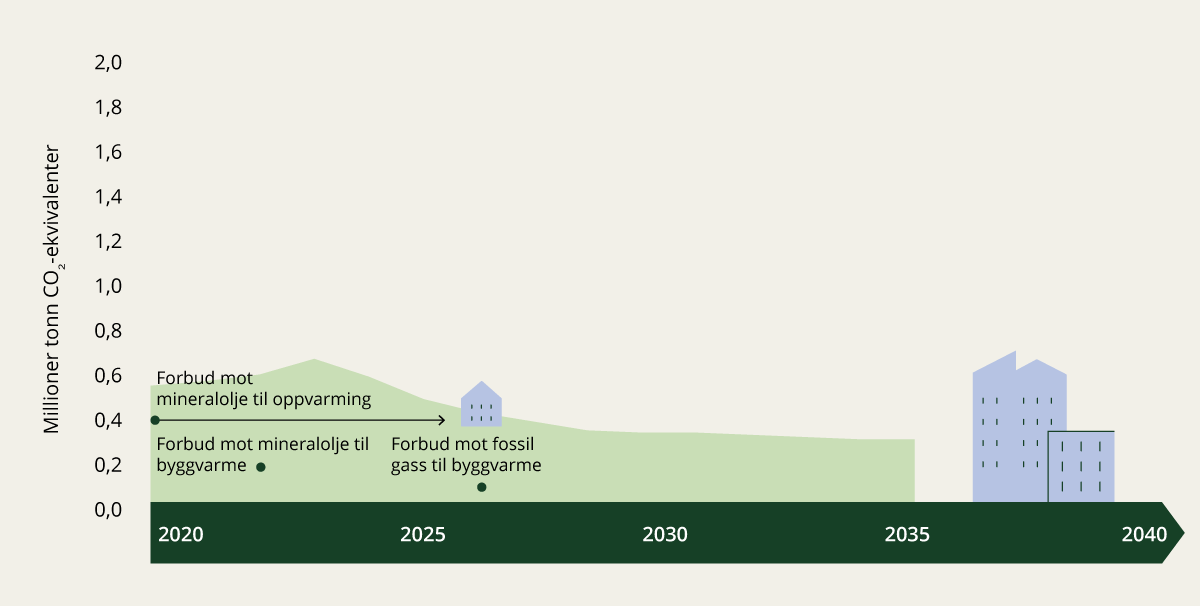 Millioner tonn CO₂-ekvivalenter
2,0
1,8
1,6
1,4
1,2
1,0
0,8
0,6
0,4
0,2
0,0
Forbud mot
mineralolje til oppvarming
Forbud mot mineralolje til
byggvarme
Forbud mot fossil
gass til byggvarme
2020 2025 2030 2035 2040